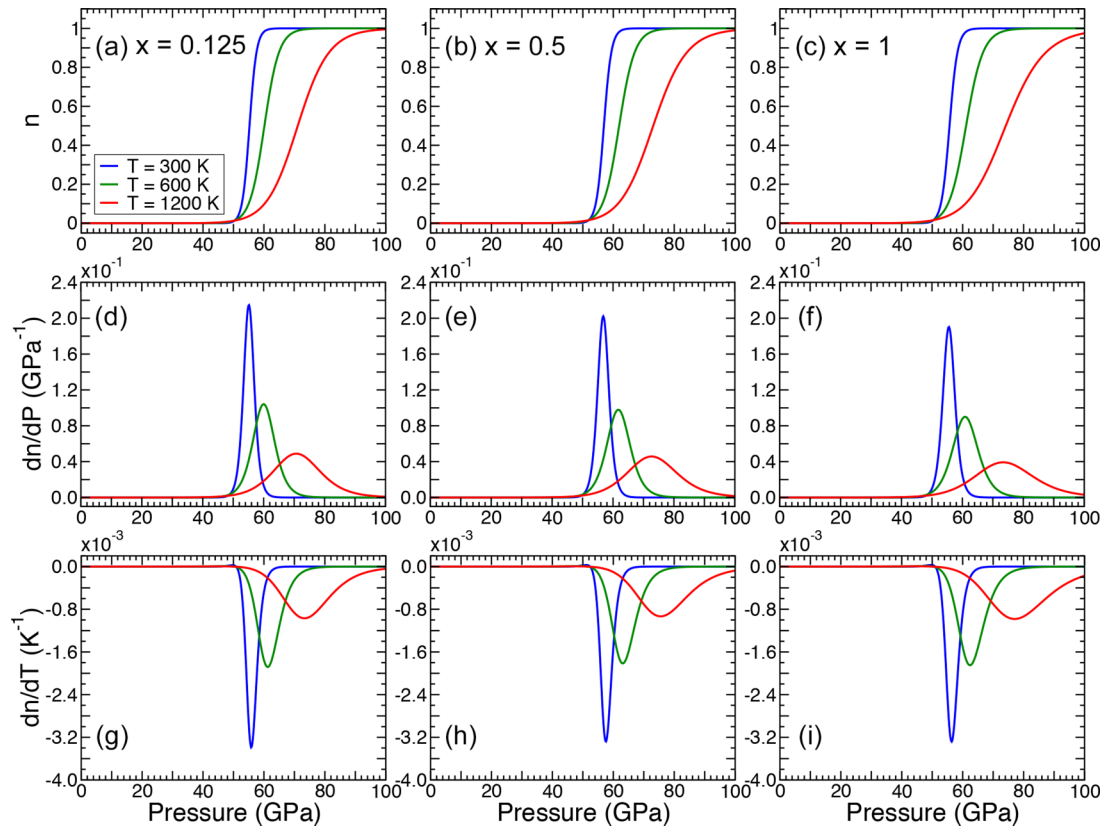 (a) x = 0.125
(b) x = 0.5
(c) x = 1
n
1
0.8
0.6
0.4
0.2
0
T = 300 K
T = 600 K
T = 1200 K
0 20 40 60 80 100
0 20 40 60 80 100
0 20 40 60 80 100
x10⁻¹
x10⁻¹
x10⁻¹
(d)
(e)
(f)
dn/dP (GPa⁻¹)
2.4
2.0
1.6
1.2
0.8
0.4
0.0
0 20 40 60 80 100
0 20 40 60 80 100
0 20 40 60 80 100
x10⁻³
x10⁻³
x10⁻³
dn/dT (K⁻¹)
0.0
-0.8
-1.6
-2.4
-3.2
-4.0
(g)
(h)
(i)
0 20 40 60 80 100
0 20 40 60 80 100
0 20 40 60 80 100
Pressure (GPa)
Pressure (GPa)
Pressure (GPa)